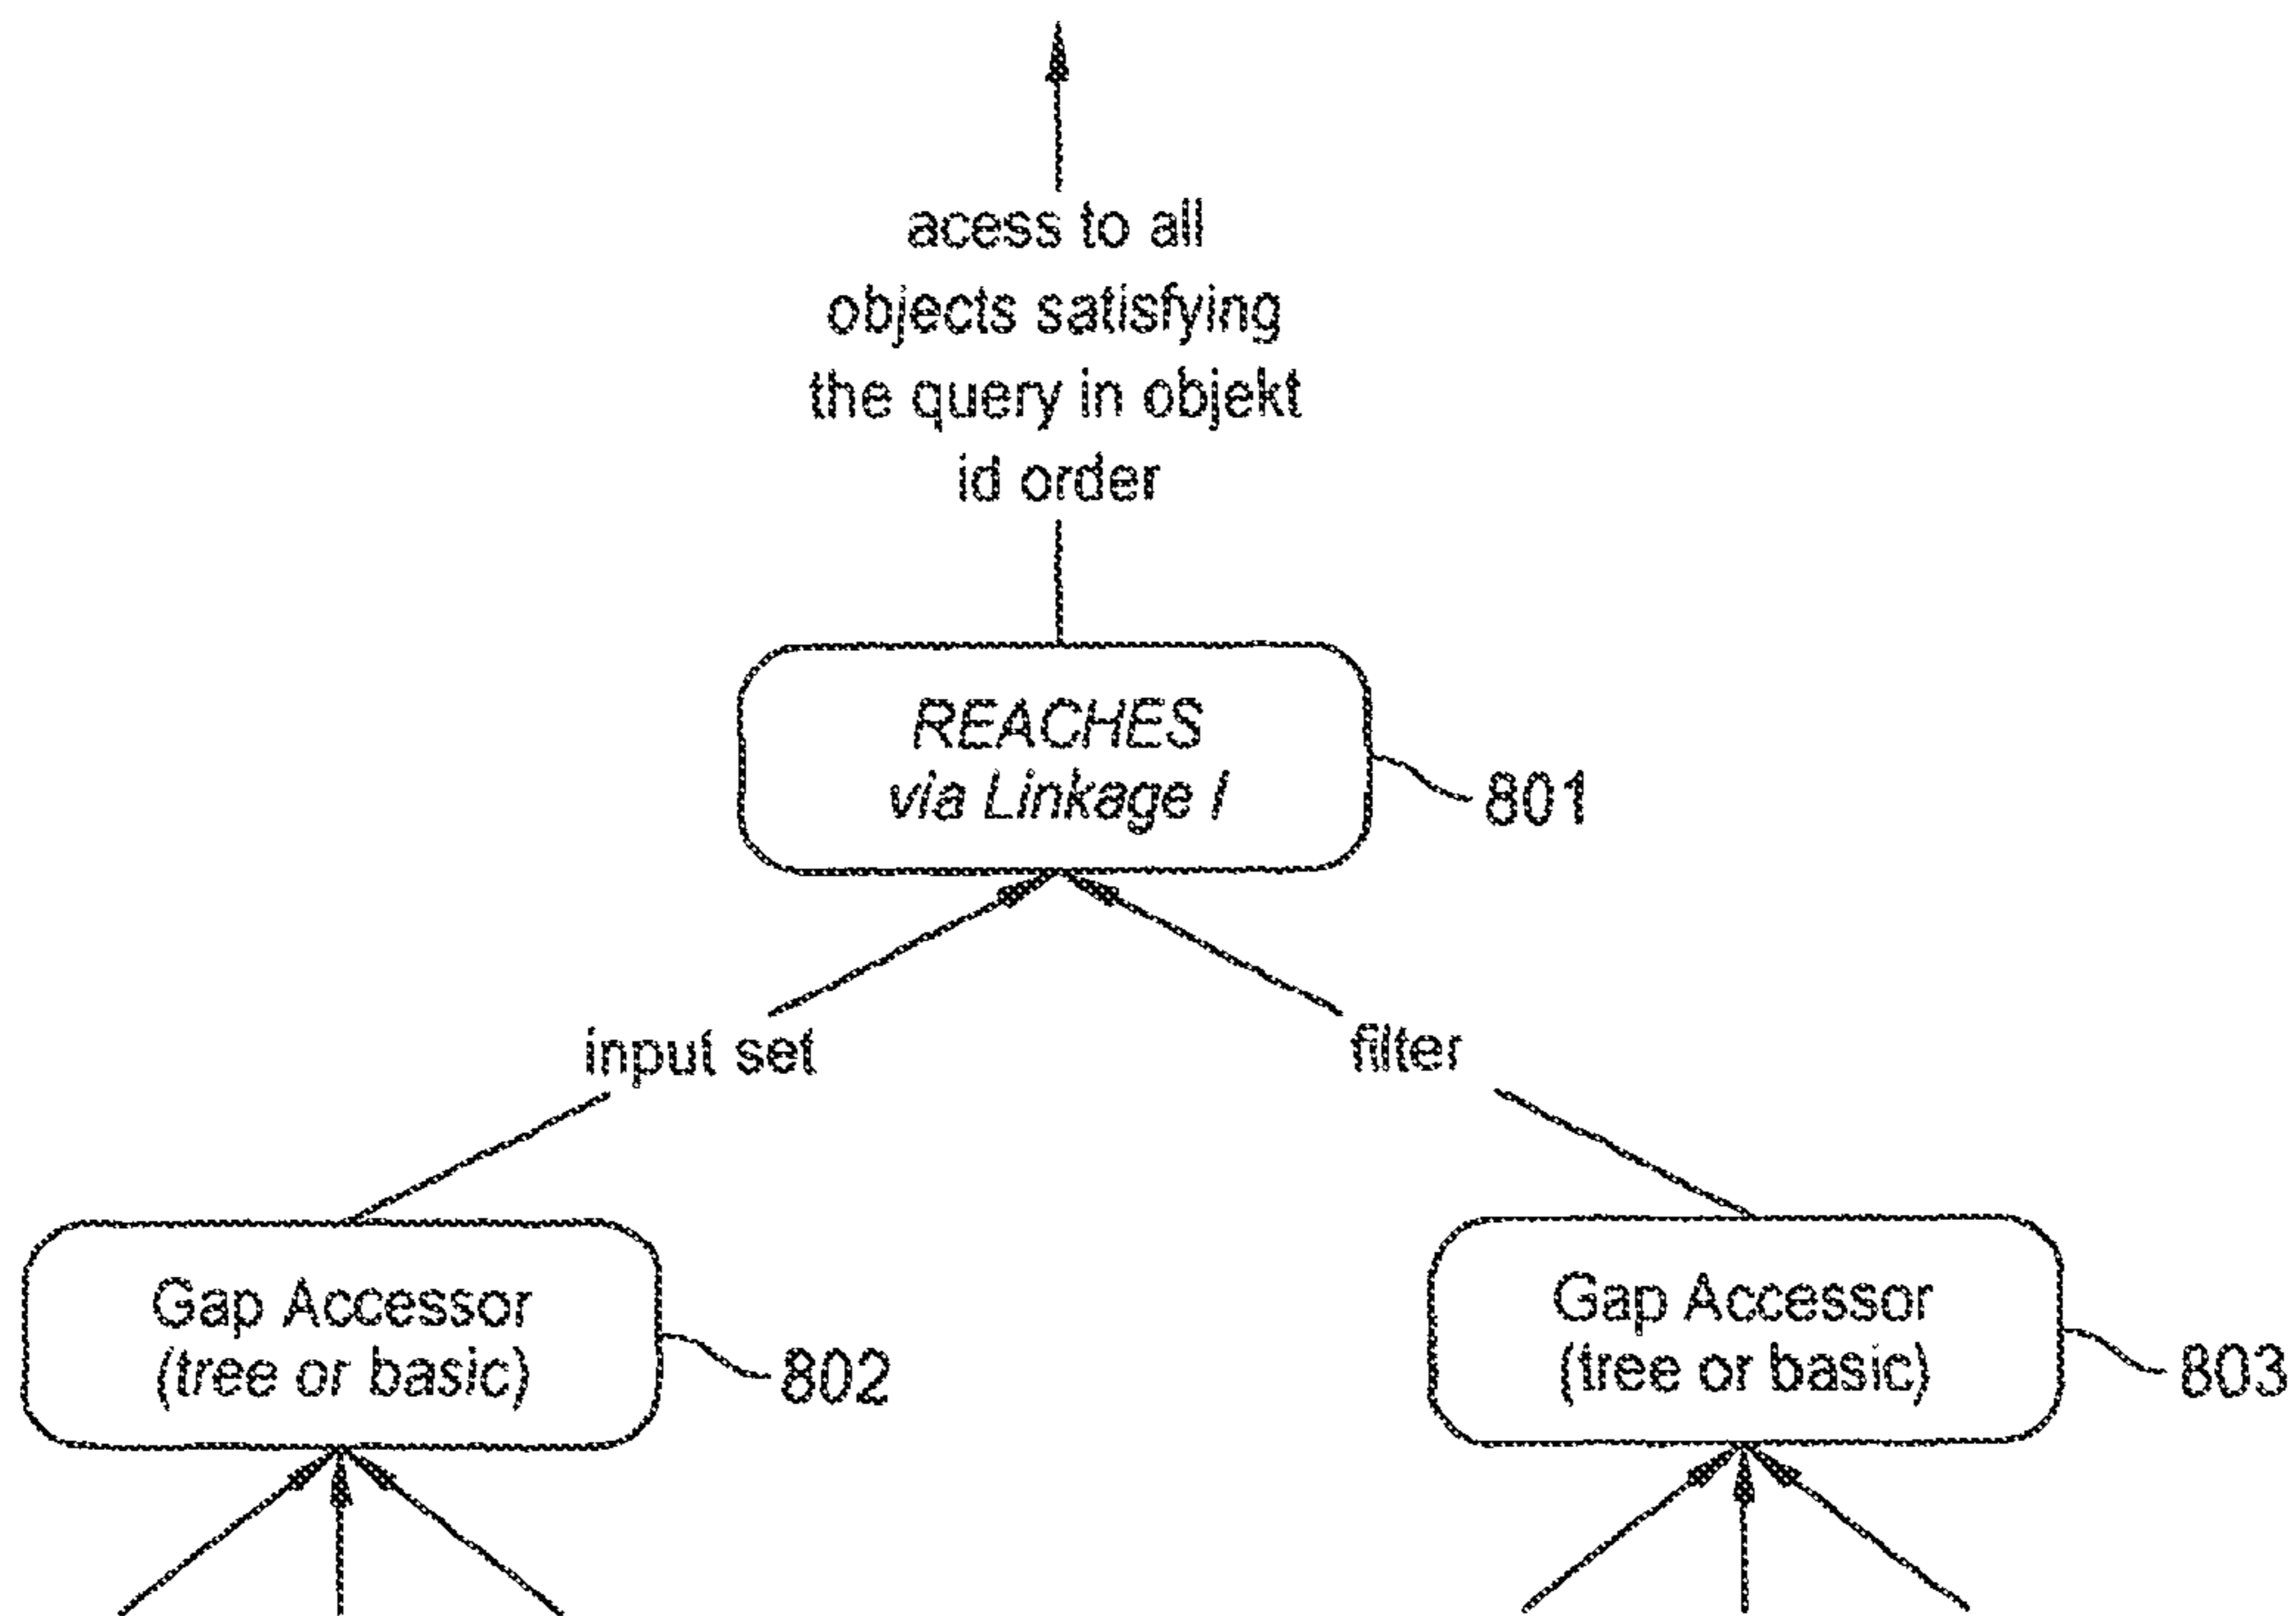 acess to all
objects satisfying
the query in objekt
id order
REACHES
via Linkage l
801
input set
filter
Gap Accessor
(tree or basic)
802
Gap Accessor
(tree or basic)
803